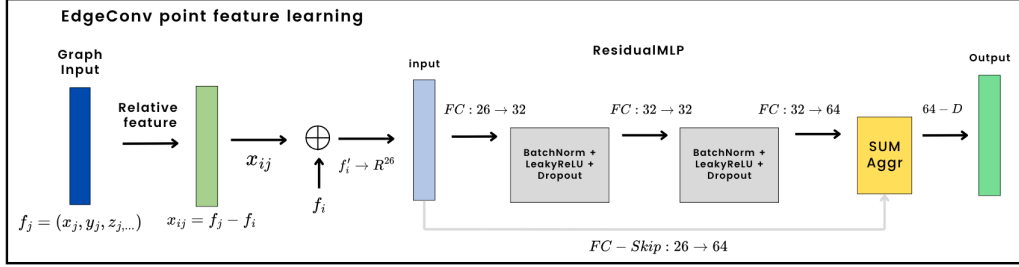 EdgeConv point feature learning
Graph
Input
Relative
feature
f_j = (x_j, y_j, z_{j,...})
x_{ij} = f_j − f_i
x_{ij}
⊕
f_i
f_i' → R^{26}
input
ResidualMLP
FC : 26 → 32
BatchNorm +
LeakyReLU +
Dropout
FC : 32 → 32
BatchNorm +
LeakyReLU +
Dropout
FC : 32 → 64
SUM
Aggr
64 − D
Output
FC − Skip : 26 → 64